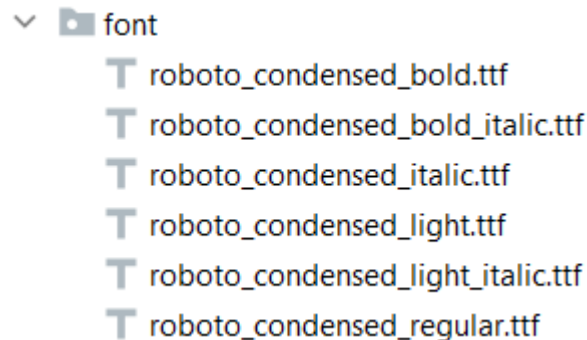 font
roboto_condensed_bold.ttf
roboto_condensed_bold_italic.ttf
roboto_condensed_italic.ttf
roboto_condensed_light.ttf
roboto_condensed_light_italic.ttf
roboto_condensed_regular.ttf